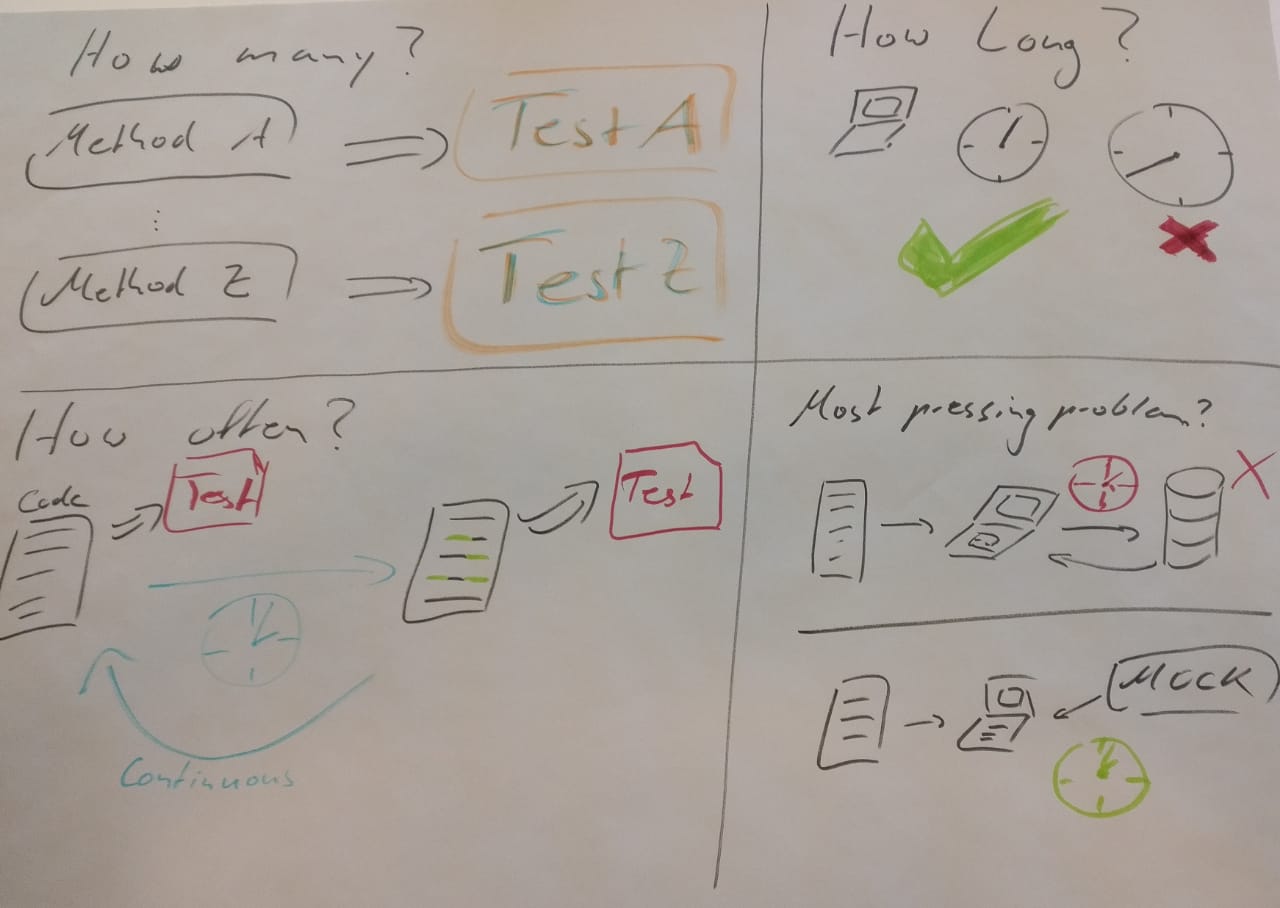 How many?
Method A
Test A
Method Z
Test Z
How Long?
How often?
Code
Test
Test
Continuous
Most pressing problem?
Mock